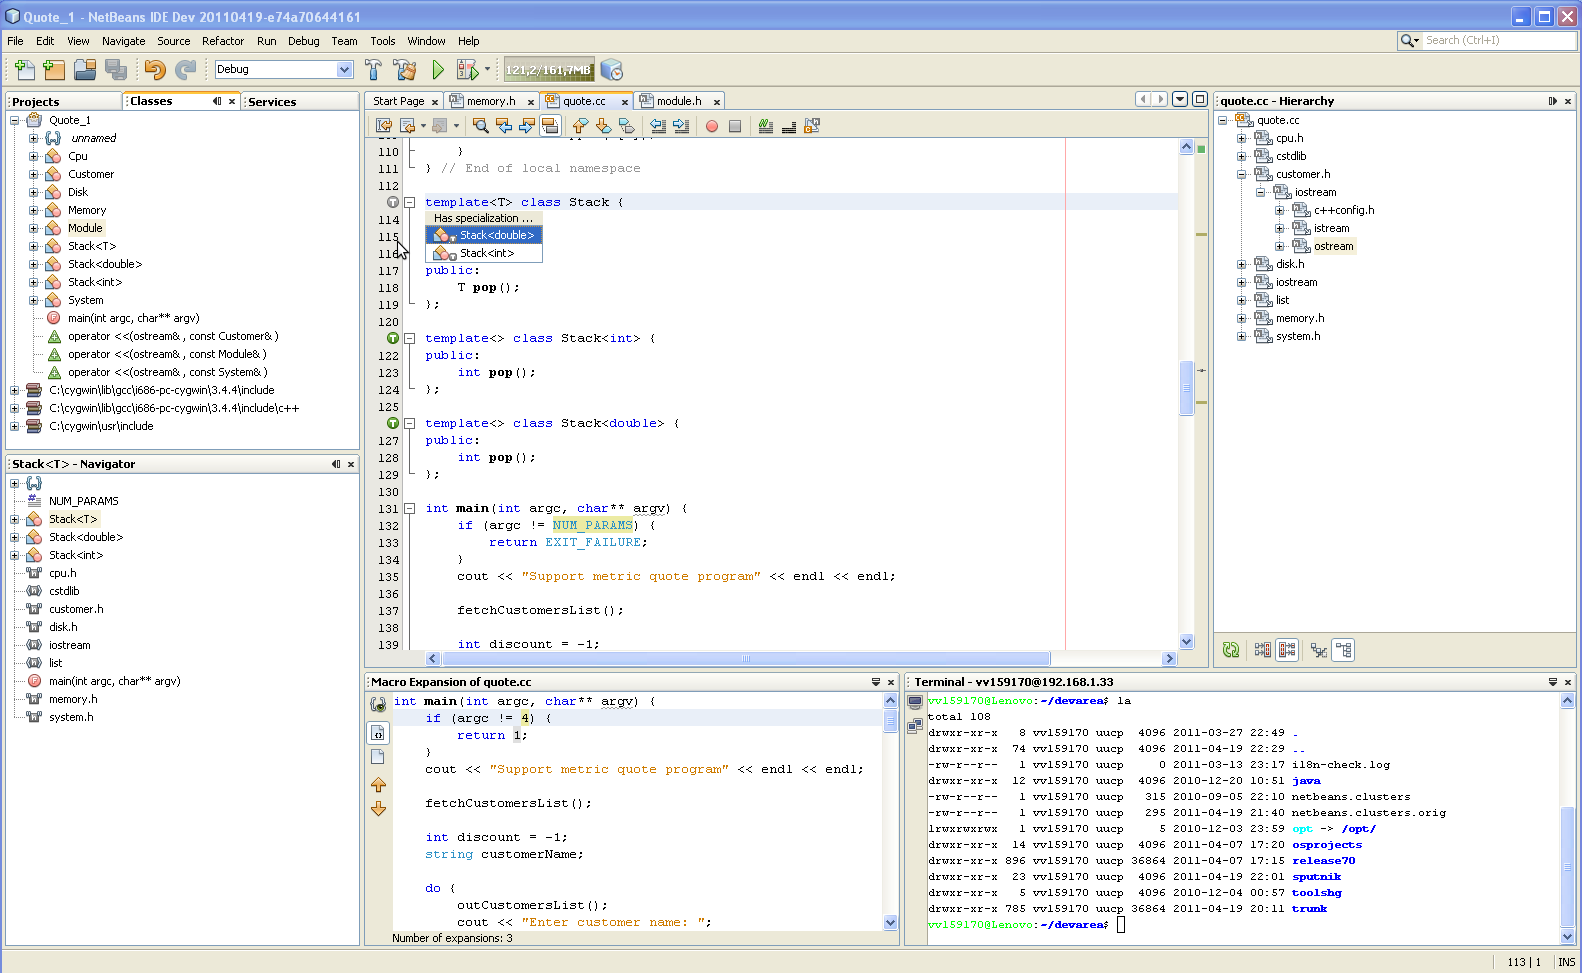 Quote_1 - NetBeans IDE Dev 20110419-e74a70644161
File Edit View Navigate Source Refactor Run Debug Team Tools Window Help
Search (Ctrl+I)
Debug
121,2/161,7MB
Projects
Classes
Services
Quote_1
unnamed
Cpu
Customer
Disk
Memory
Module
Stack<T>
Stack<double>
Stack<int>
System
main(int argc, char** argv)
operator <<(ostream& , const Customer& )
operator <<(ostream& , const Module& )
operator <<(ostream& , const System& )
C:\cygwin\lib\gcc\i686-pc-cygwin\3.4.4\include
C:\cygwin\lib\gcc\i686-pc-cygwin\3.4.4\include\c++
C:\cygwin\usr\include
Stack<T> - Navigator
NUM_PARAMS
Stack<T>
Stack<double>
Stack<int>
cpu.h
cstdlib
customer.h
disk.h
iostream
list
main(int argc, char** argv)
memory.h
system.h
Start Page
memory.h
quote.cc
module.h
110 }
111 } // End of local namespace
112
template<T> class Stack {
114 Has specialization ...
115 Stack<double>
116 Stack<int>
117 public:
118 T pop();
119 };
120
template<> class Stack<int> {
122 public:
123 int pop();
124 };
125
template<> class Stack<double> {
127 public:
128 int pop();
129 };
130
131 int main(int argc, char** argv) {
132 if (argc != NUM_PARAMS) {
133 return EXIT_FAILURE;
134 }
135 cout << "Support metric quote program" << endl << endl;
136
137 fetchCustomersList();
138
139 int discount = -1;
Macro Expansion of quote.cc
int main(int argc, char** argv) {
if (argc != 4) {
return 1;
}
cout << "Support metric quote program" << endl << endl;
fetchCustomersList();
int discount = -1;
string customerName;
do {
outCustomersList();
cout << "Enter customer name: ";
Number of expansions: 3
quote.cc - Hierarchy
quote.cc
cpu.h
cstdlib
customer.h
iostream
c++config.h
istream
ostream
disk.h
iostream
list
memory.h
system.h
Terminal - vv159170@192.168.1.33
vv159170@Lenovo:~/devarea$ la
total 108
drwxr-xr-x 8 vv159170 uucp 4096 2011-03-27 22:49 .
drwxr-xr-x 74 vv159170 uucp 4096 2011-04-19 22:29 ..
-rw-r--r-- 1 vv159170 uucp 0 2011-03-13 23:17 i18n-check.log
drwxr-xr-x 12 vv159170 uucp 4096 2010-12-20 10:51 java
-rw-r--r-- 1 vv159170 uucp 315 2010-09-05 22:10 netbeans.clusters
-rw-r--r-- 1 vv159170 uucp 295 2011-04-19 21:40 netbeans.clusters.orig
lrwxrwxrwx 1 vv159170 uucp 5 2010-12-03 23:59 opt -> /opt/
drwxr-xr-x 14 vv159170 uucp 4096 2011-04-07 17:20 osprojects
drwxr-xr-x 896 vv159170 uucp 36864 2011-04-07 17:15 release70
drwxr-xr-x 23 vv159170 uucp 4096 2011-04-19 22:01 sputnik
drwxr-xr-x 5 vv159170 uucp 4096 2010-12-04 00:57 toolshg
drwxr-xr-x 785 vv159170 uucp 36864 2011-04-19 20:11 trunk
vv159170@Lenovo:~/devarea$
113 | 1 INS